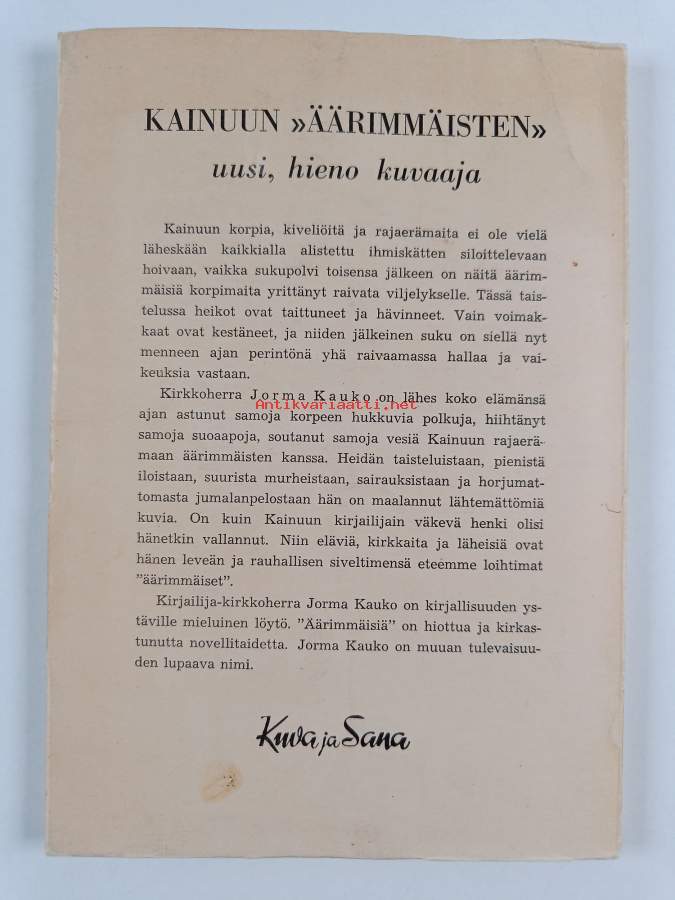 KAINUUN »ÄÄRIMMÄISTEN»
uusi, hieno kuvaaja
Kainuun korpia, kiveliöitä ja rajaerämaita ei ole vielä
läheskään kaikkialla alistettu ihmiskätten siloittelevaan
hoivaan, vaikka sukupolvi toisensa jälkeen on näitä äärim-
mäisiä korpimaita yrittänyt raivata viljelykselle. Tässä tais-
telussa heikot ovat taittuneet ja hävinneet. Vain voimak-
kaat ovat kestäneet, ja niiden jälkeinen suku on siellä nyt
menneen ajan perintönä yhä raivaamassa hallaa ja vai-
keuksia vastaan.
Kirkkoherra Jorma Kauko on lähes koko elämänsä
Antikvariaatti.net
ajan astunut samoja korpeen hukkuvia polkuja, hiihtänyt
samoja suoaapoja, soutanut samoja vesiä Kainuun rajaerä-
maan äärimmäisten kanssa. Heidän taisteluistaan, pienistä
iloistaan, suurista murheistaan, sairauksistaan ja horjumat-
tomasta jumalanpelostaan hän on maalannut lähtemättömiä
kuvia. On kuin Kainuun kirjailijain väkevä henki olisi
hänetkin vallannut. Niin eläviä, kirkkaita ja läheisiä ovat
hänen leveän ja rauhallisen siveltimensä eteemme loihtimat
”äärimmäiset”.
Kirjailija-kirkkoherra Jorma Kauko on kirjallisuuden ys-
täville mieluinen löytö. ”Äärimmäisiä” on hiottua ja kirkas-
tunutta novellitaidetta. Jorma Kauko on muuan tulevaisuu-
den lupaava nimi.
Kuva ja Sana